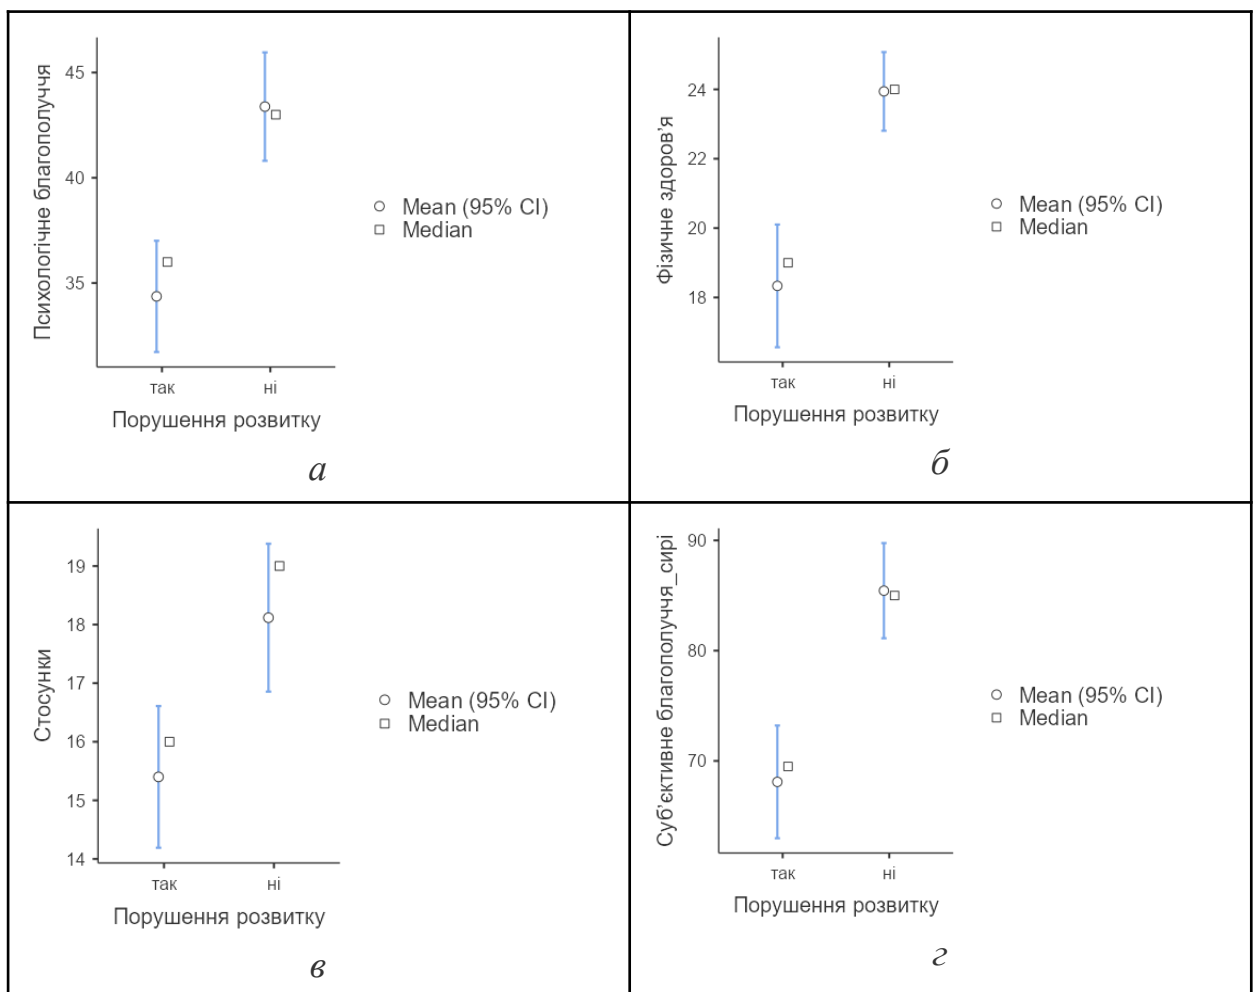 Психологічне благополуччя
45
40
35
так
ні
Порушення розвитку
Mean (95% CI)
Median
а
Фізичне здоров’я
24
22
20
18
так
ні
Порушення розвитку
Mean (95% CI)
Median
б
Стосунки
19
18
17
16
15
14
так
ні
Порушення розвитку
Mean (95% CI)
Median
в
Суб’єктивне благополуччя_сирі
90
80
70
так
ні
Порушення розвитку
Mean (95% CI)
Median
г